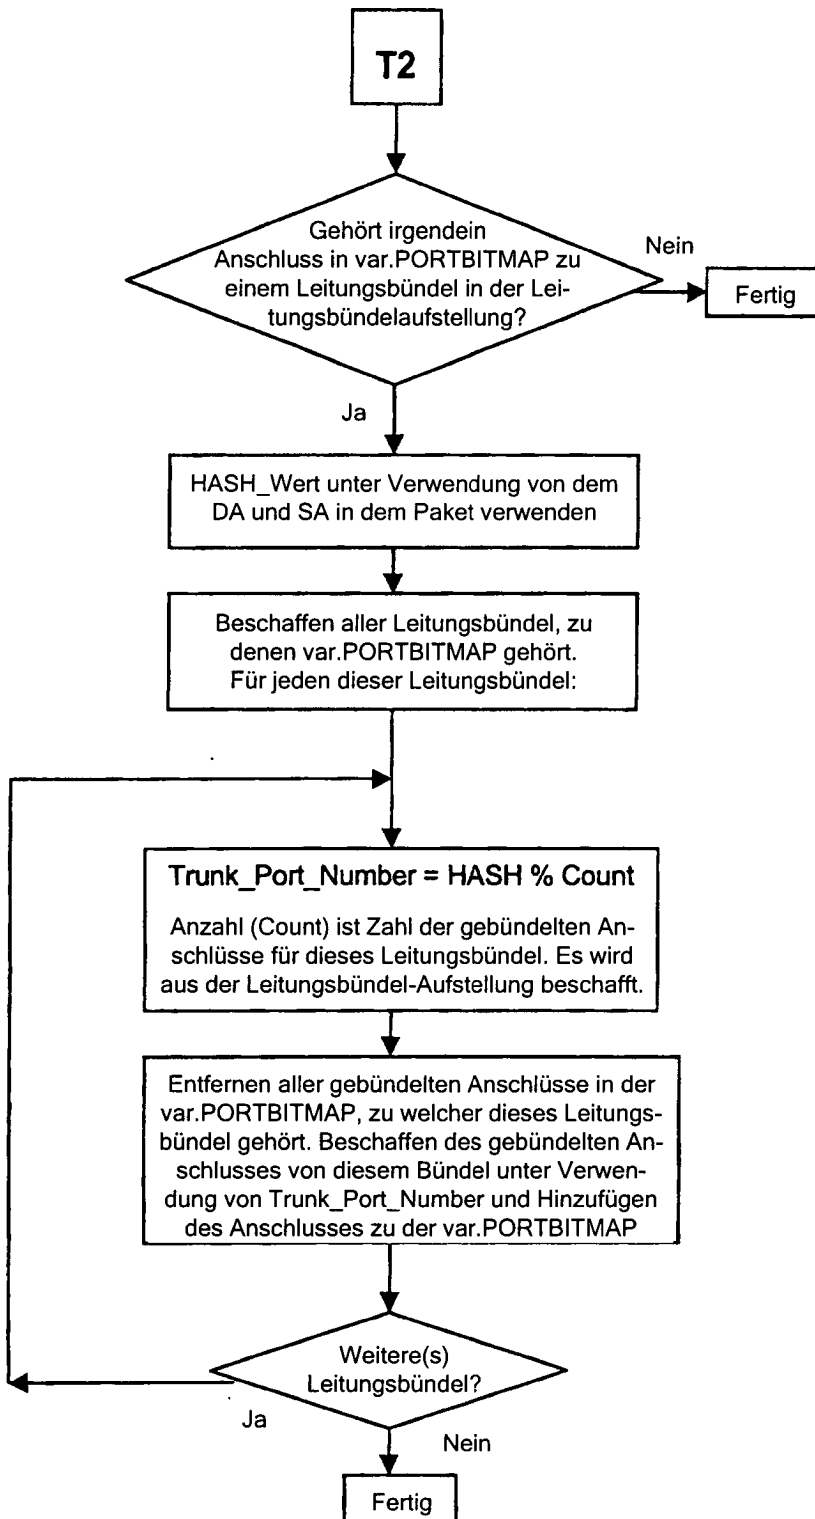 T2
Gehört irgendein
Anschluss in var.PORTBITMAP zu
einem Leitungsbündel in der Lei-
tungsbündelaufstellung?
Nein
Fertig
Ja
HASH_Wert unter Verwendung von dem
DA und SA in dem Paket verwenden
Beschaffen aller Leitungsbündel, zu
denen var.PORTBITMAP gehört.
Für jeden dieser Leitungsbündel:
Trunk_Port_Number = HASH % Count
Anzahl (Count) ist Zahl der gebündelten An-
schlüsse für dieses Leitungsbündel. Es wird
aus der Leitungsbündel-Aufstellung beschafft.
Entfernen aller gebündelten Anschlüsse in der
var.PORTBITMAP, zu welcher dieses Leitungs-
bündel gehört. Beschaffen des gebündelten An-
schlusses von diesem Bündel unter Verwen-
dung von Trunk_Port_Number und Hinzufügen
des Anschlusses zu der var.PORTBITMAP
Weitere(s)
Leitungsbündel?
Ja
Nein
Fertig